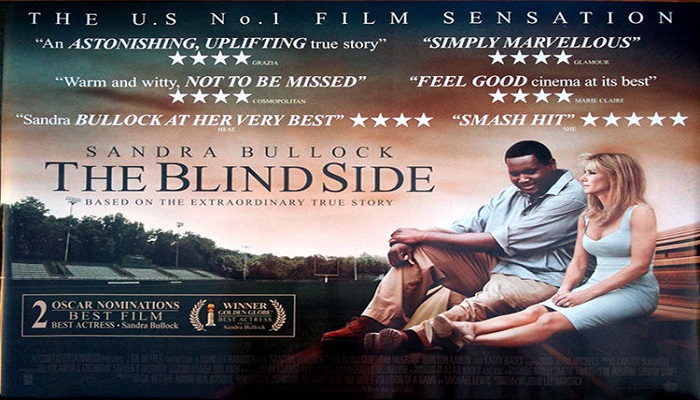 THE U.S No.1 FILM SENSATION
“An ASTONISHING, UPLIFTING true story”
★★★★ GRAZIA
“SIMPLY MARVELLOUS”
★★★★ GLAMOUR
“Warm and witty, NOT TO BE MISSED”
★★★★ COSMOPOLITAN
“FEEL GOOD cinema at its best”
★★★★ MARIE CLAIRE
“Sandra BULLOCK AT HER VERY BEST” ★★★★
HEAT
“SMASH HIT” ★★★★★
SHE
SANDRA BULLOCK
THE BLIND SIDE
BASED ON THE EXTRAORDINARY TRUE STORY
2 OSCAR NOMINATIONS
BEST FILM
BEST ACTRESS • Sandra Bullock
WINNER
GOLDEN GLOBE
BEST ACTRESS
Sandra Bullock